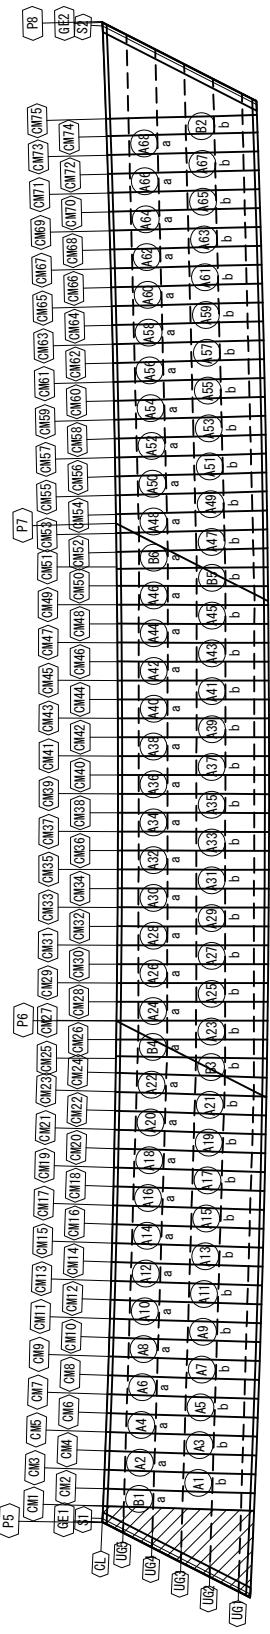 P5 P6 P7 P8
CM1 CM3 CM5 CM7 CM9 CM11 CM13 CM15 CM17 CM19 CM21 CM23 CM25 CM27 CM29 CM31 CM33 CM35 CM37 CM39 CM41 CM43 CM45 CM47 CM49 CM51 CM53 CM55 CM57 CM59 CM61 CM63 CM65 CM67 CM69 CM71 CM73 CM75
GE1 CM2 CM4 CM6 CM8 CM10 CM12 CM14 CM16 CM18 CM20 CM22 CM24 CM26 CM28 CM30 CM32 CM34 CM36 CM38 CM40 CM42 CM44 CM46 CM48 CM50 CM52 CM54 CM56 CM58 CM60 CM62 CM64 CM66 CM68 CM70 CM72 CM74 GE2
S1 S2
CL
UG5
B1 A2 A4 A6 A8 A10 A12 A14 A16 A18 A20 A22 B4 A24 A26 A28 A30 A32 A34 A36 A38 A40 A42 A44 A46 B6 A48 A50 A52 A54 A56 A58 A60 A62 A64 A66 A68
UG4
a a a a a a a a a a a a a a a a a a a a a a a a a a a a a a a a a a a a a
UG3
A1 A3 A5 A7 A9 A11 A13 A15 A17 A19 A21 B3 A23 A25 A27 A29 A31 A33 A35 A37 A39 A41 A43 A45 B5 A47 A49 A51 A53 A55 A57 A59 A61 A63 A65 A67 B2
UG2
b b b b b b b b b b b b b b b b b b b b b b b b b b b b b b b b b b b b b
UG